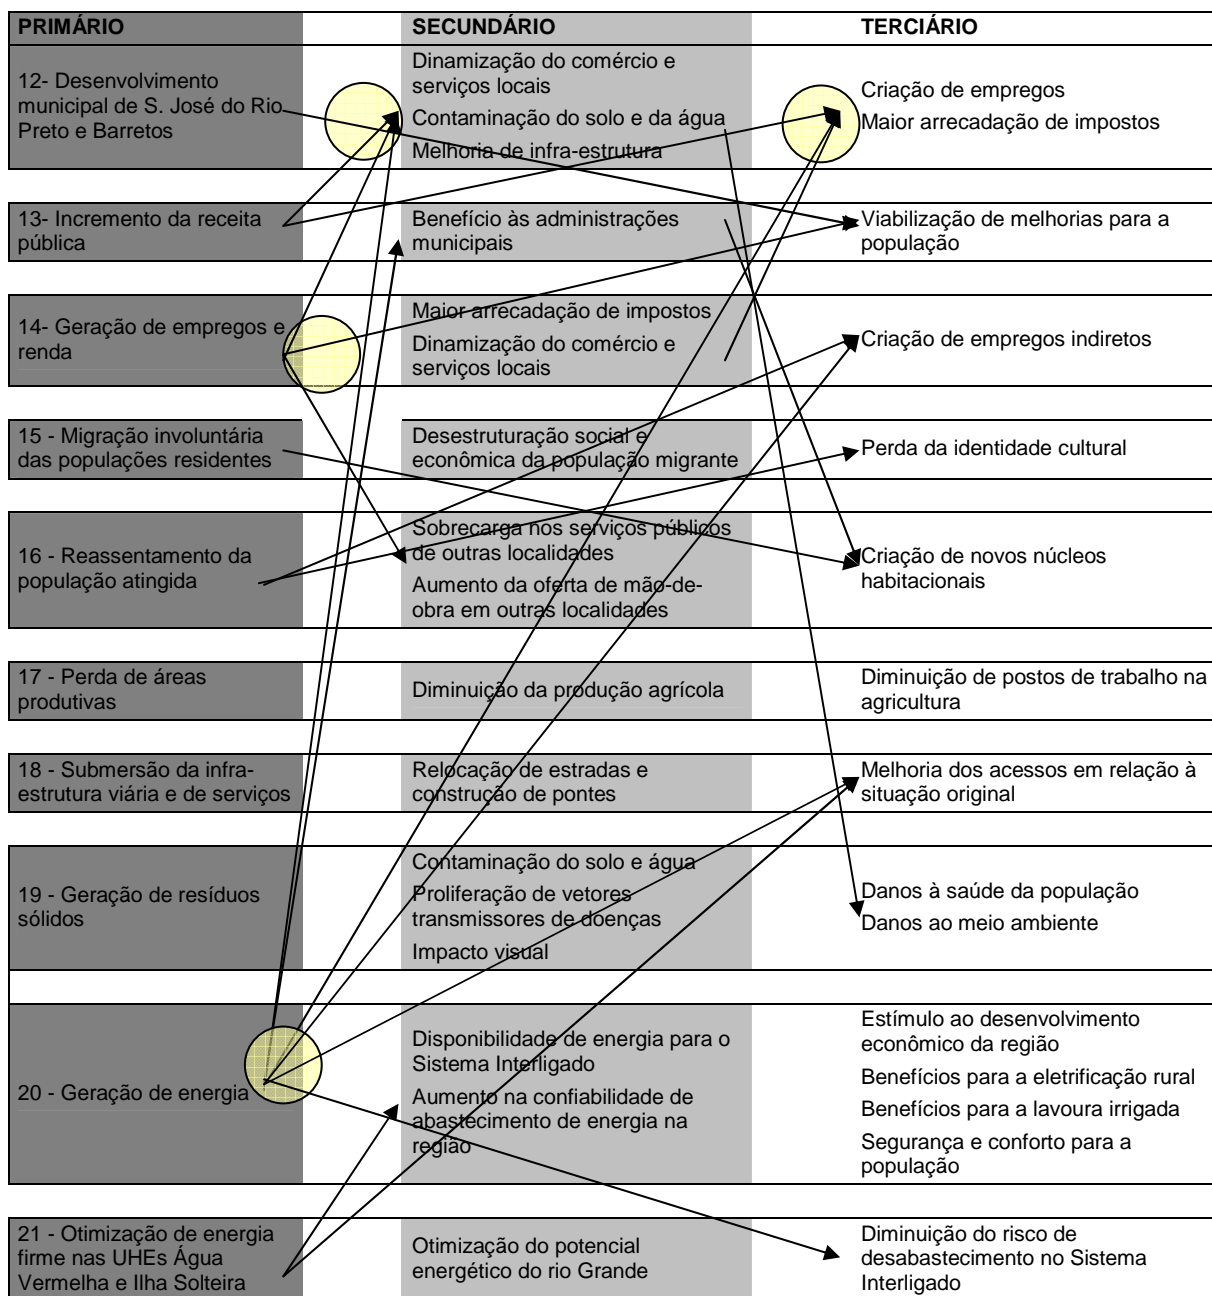 PRIMÁRIO SECUNDÁRIO TERCIÁRIO
12- Desenvolvimento
municipal de S. José do Rio
Preto e Barretos
Dinamização do comércio e
serviços locais
Contaminação do solo e da água
Melhoria de infra-estrutura
Criação de empregos
Maior arrecadação de impostos
13- Incremento da receita
pública
Benefício às administrações
municipais
Viabilização de melhorias para a
população
14- Geração de empregos e
renda
Maior arrecadação de impostos
Dinamização do comércio e
serviços locais
Criação de empregos indiretos
15 - Migração involuntária
das populações residentes
Desestruturação social e
econômica da população migrante
Perda da identidade cultural
16 - Reassentamento da
população atingida
Sobrecarga nos serviços públicos
de outras localidades
Aumento da oferta de mão-de-
obra em outras localidades
Criação de novos núcleos
habitacionais
17 - Perda de áreas
produtivas
Diminuição da produção agrícola
Diminuição de postos de trabalho na
agricultura
18 - Submersão da infra-
estrutura viária e de serviços
Relocação de estradas e
construção de pontes
Melhoria dos acessos em relação à
situação original
19 - Geração de resíduos
sólidos
Contaminação do solo e água
Proliferação de vetores
transmissores de doenças
Impacto visual
Danos à saúde da população
Danos ao meio ambiente
20 - Geração de energia
Disponibilidade de energia para o
Sistema Interligado
Aumento na confiabilidade de
abastecimento de energia na
região
Estímulo ao desenvolvimento
econômico da região
Benefícios para a eletrificação rural
Benefícios para a lavoura irrigada
Segurança e conforto para a
população
21 - Otimização de energia
firme nas UHEs Água
Vermelha e Ilha Solteira
Otimização do potencial
energético do rio Grande
Diminuição do risco de
desabastecimento no Sistema
Interligado